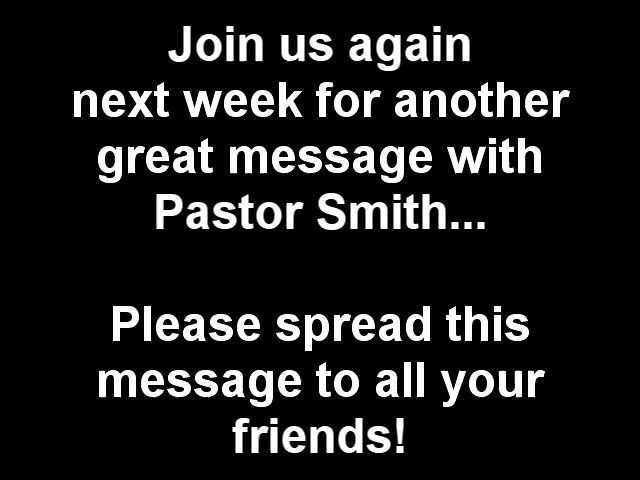 Join us again
next week for another
great message with
Pastor Smith...
Please spread this
message to all your
friends!